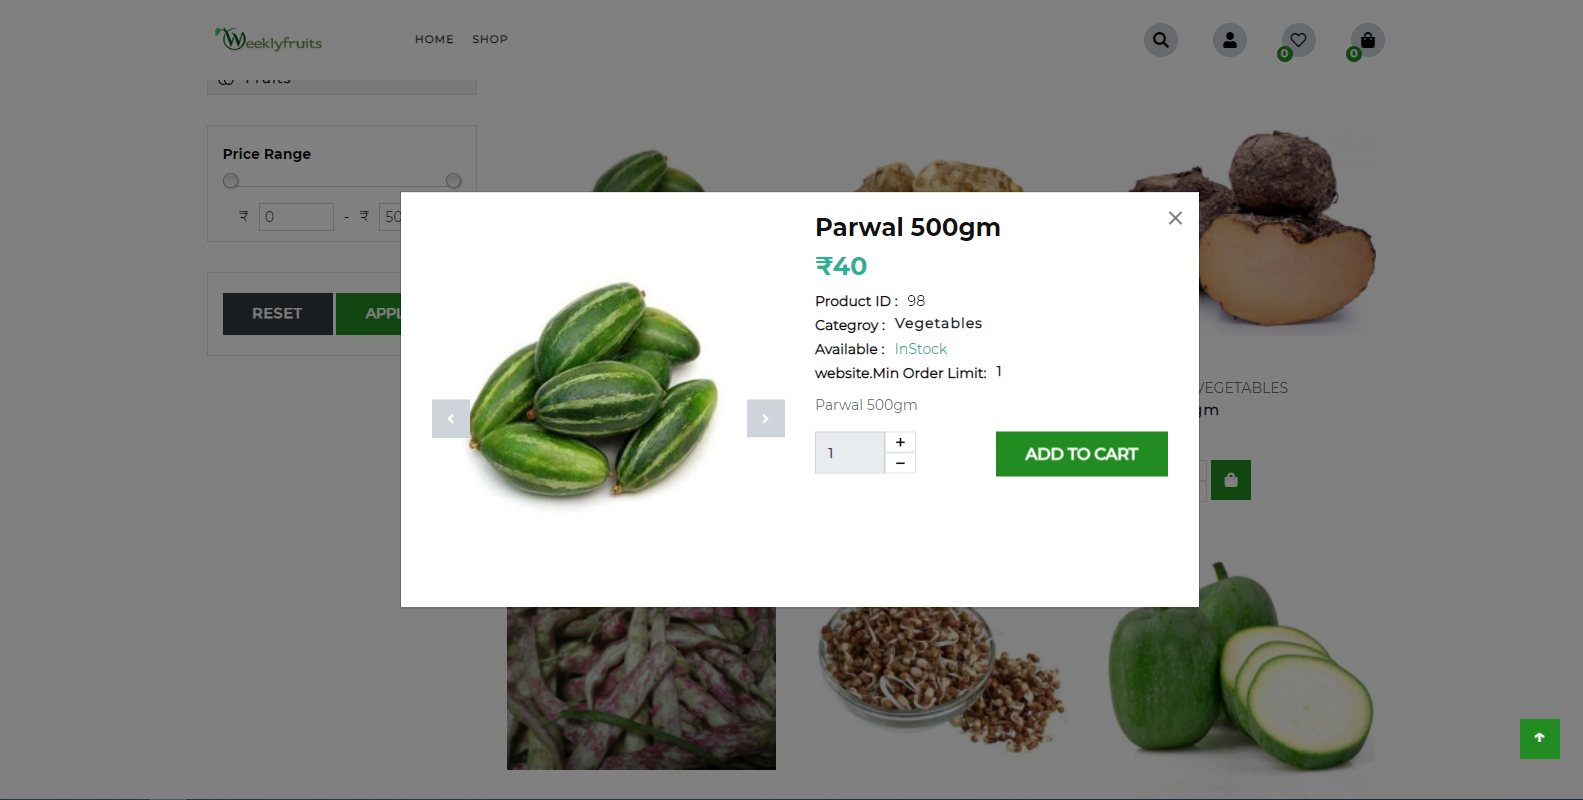 Weeklyfruits
HOME SHOP
0 0
Fruits
Price Range
₹ 0 - ₹ 50
RESET APPL
Parwal 500gm
₹40
Product ID : 98
Categroy : Vegetables
Available : InStock
website.Min Order Limit: 1
Parwal 500gm
1 + −
ADD TO CART
VEGETABLES
gm